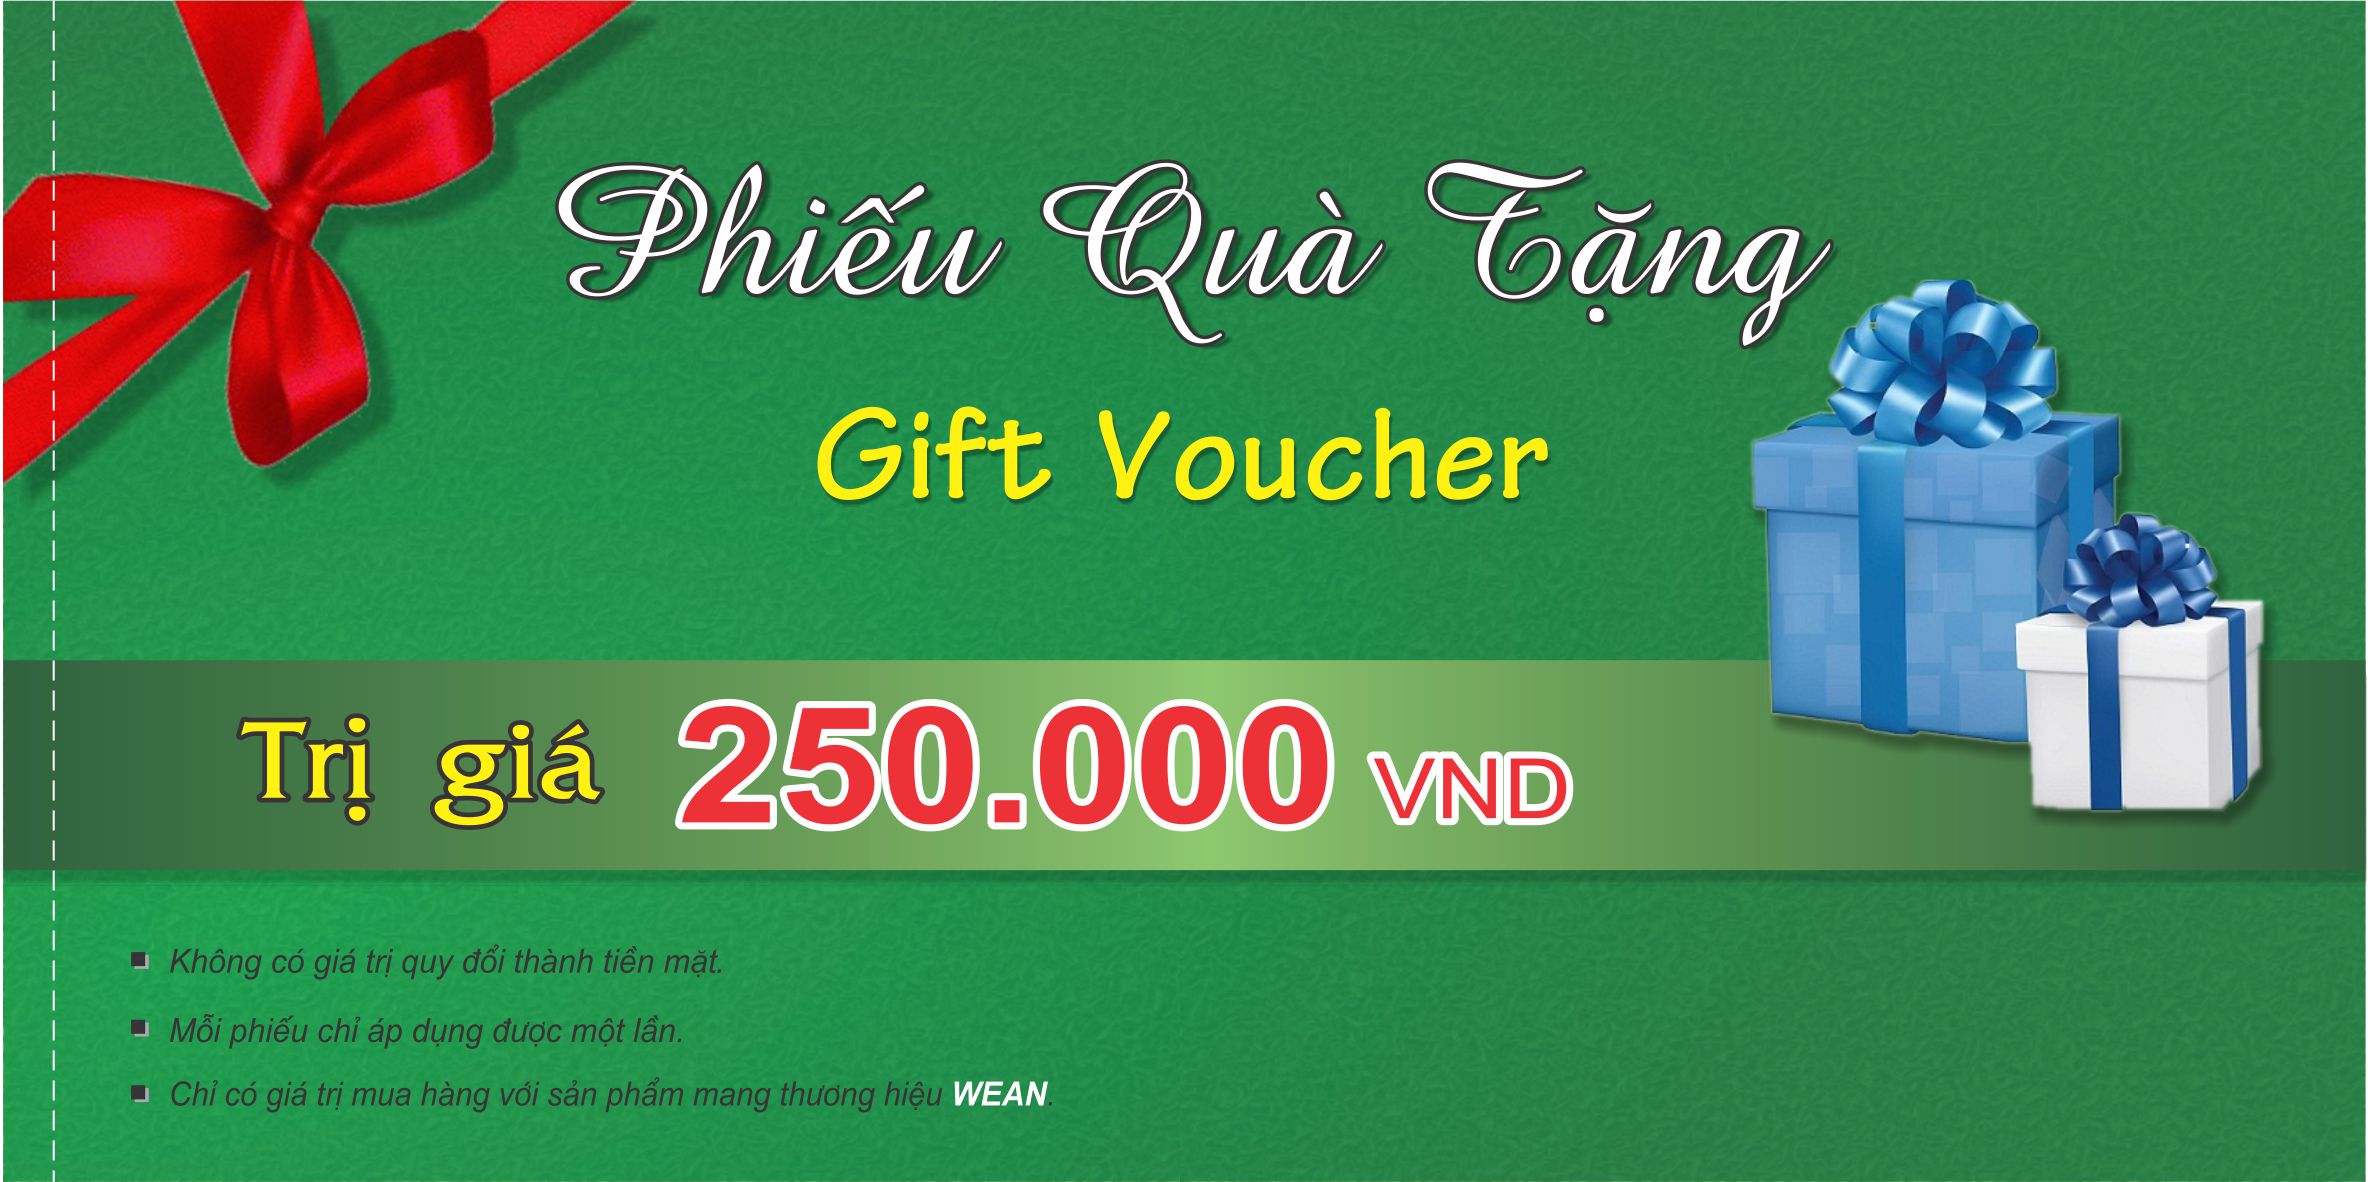 Phiếu Quà Tặng
Gift Voucher
Trị giá 250.000 VND
Không có giá trị quy đổi thành tiền mặt.
Mỗi phiếu chỉ áp dụng được một lần.
Chỉ có giá trị mua hàng với sản phẩm mang thương hiệu WEAN.